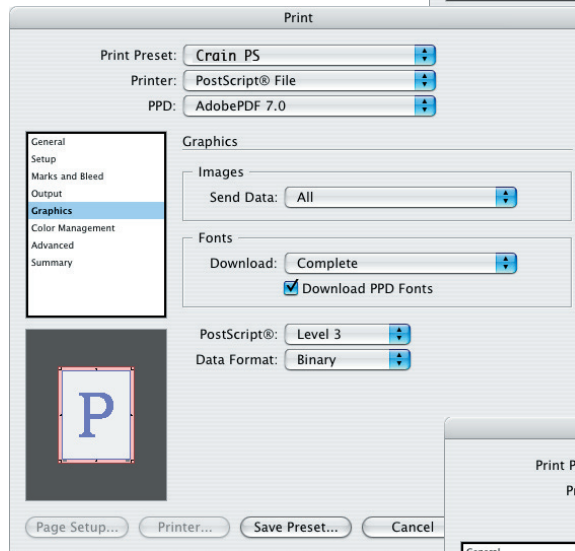 Print
Print Preset: Crain PS
Printer: PostScript® File
PPD: AdobePDF 7.0
General
Setup
Marks and Bleed
Output
Graphics
Color Management
Advanced
Summary
Graphics
Images
Send Data: All
Fonts
Download: Complete
Download PPD Fonts
PostScript®: Level 3
Data Format: Binary
P
Page Setup... Printer... Save Preset... Cancel
Print P
Pr
General